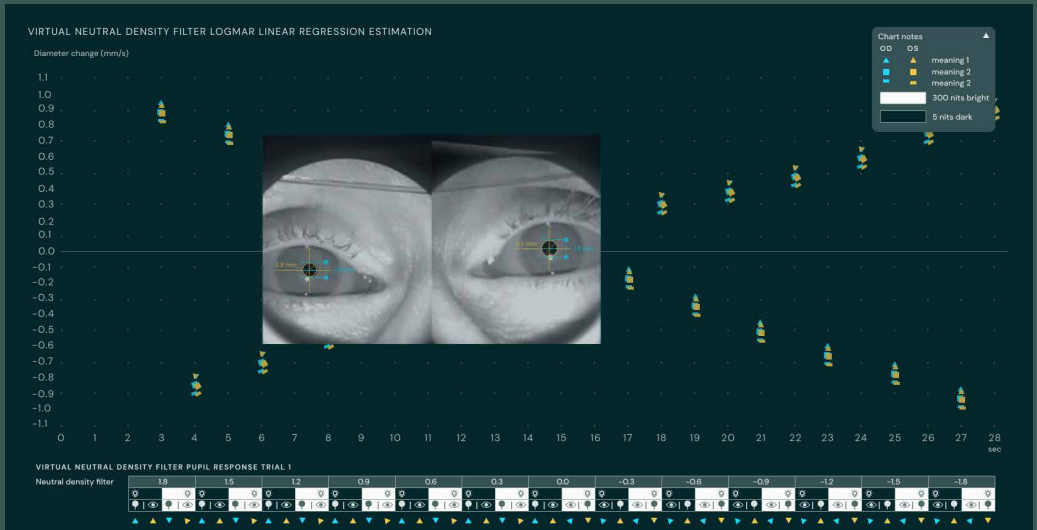 VIRTUAL NEUTRAL DENSITY FILTER LOGMAR LINEAR REGRESSION ESTIMATION
Diameter change (mm/s)
Chart notes
OD OS
meaning 1
meaning 2
meaning 2
300 nits bright
5 nits dark
1.1
1.0
0.9
0.8
0.7
0.6
0.5
0.4
0.3
0.2
0.1
0.0
−0.1
−0.2
−0.3
−0.4
−0.5
−0.6
−0.7
−0.8
−0.9
−1.0
−1.1
0 1 2 3 4 5 6 7 8 9 10 11 12 13 14 15 16 17 18 19 20 21 22 23 24 25 26 27 28
sec
VIRTUAL NEUTRAL DENSITY FILTER PUPIL RESPONSE TRIAL 1
Neutral density filter 1.8 1.5 1.2 0.9 0.6 0.3 0.0 −0.3 −0.6 −0.9 −1.2 −1.5 −1.8